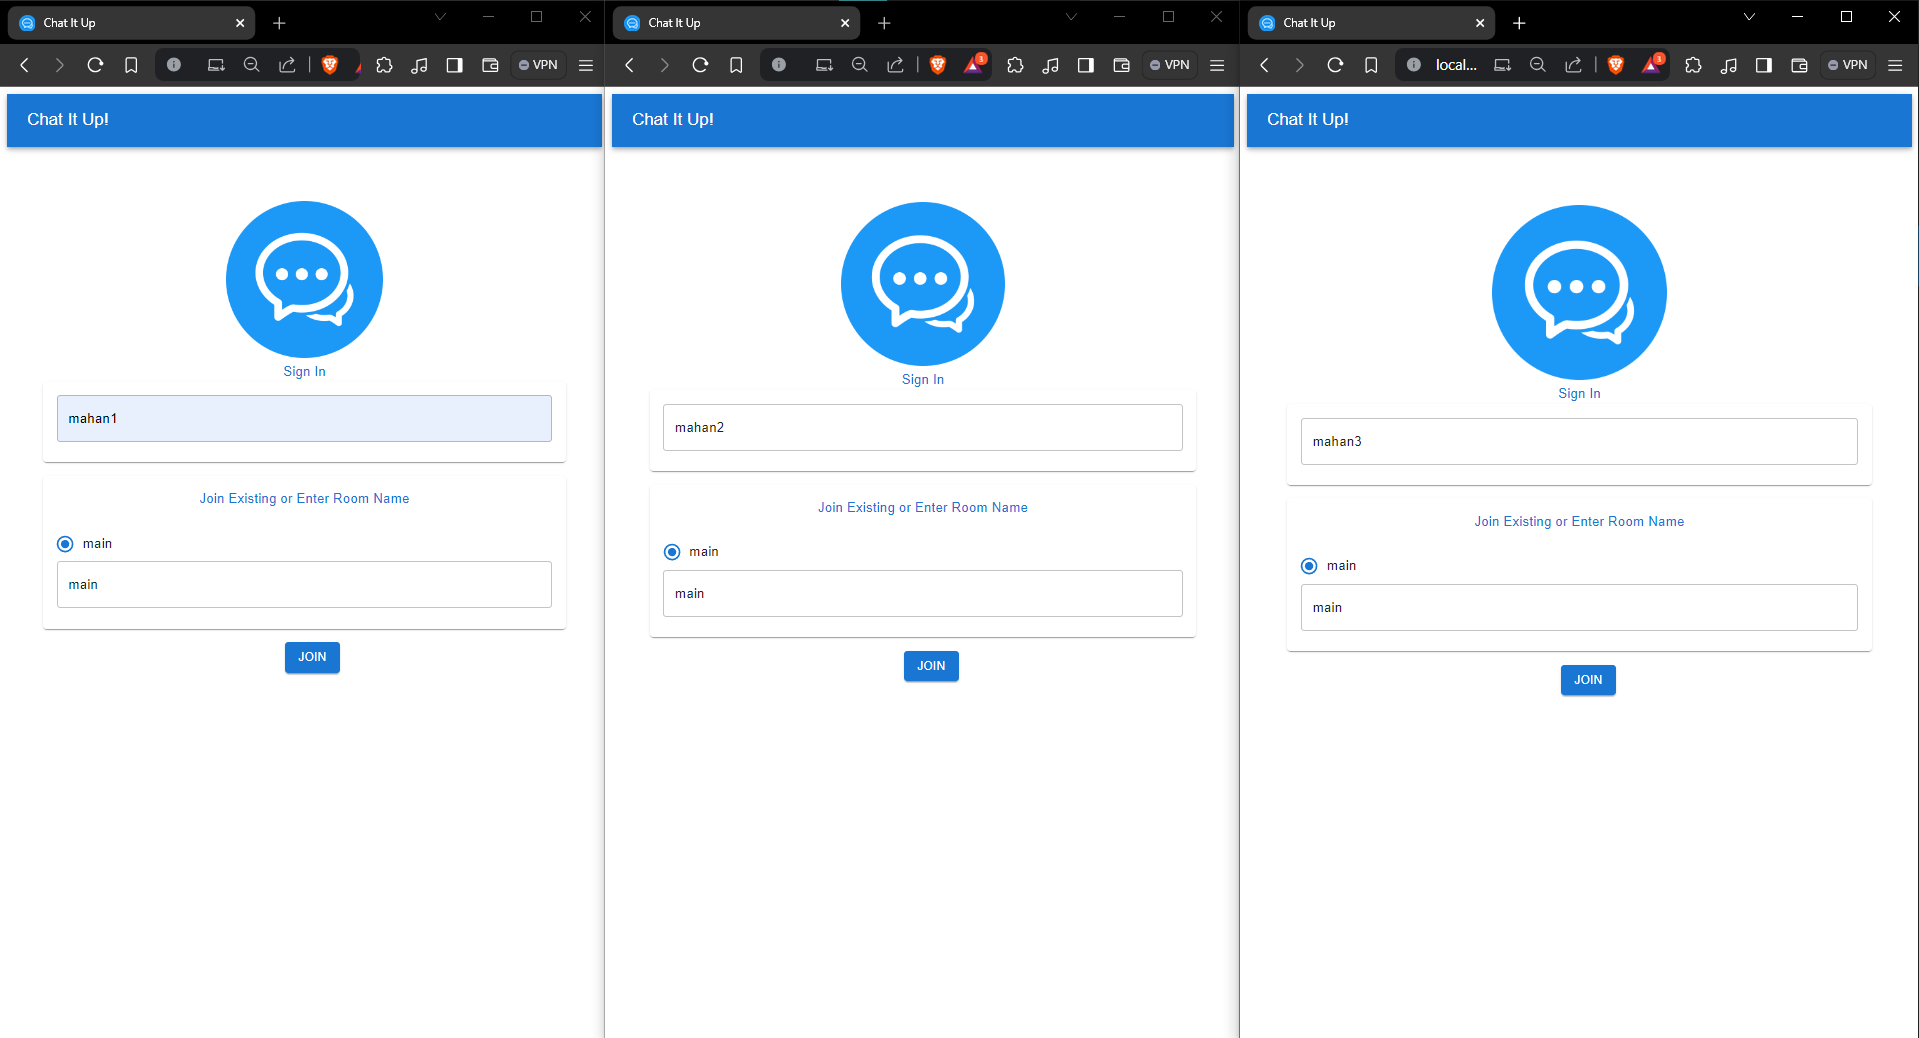 Chat It Up
VPN
Chat It Up!
Sign In
mahan1
Join Existing or Enter Room Name
main
main
JOIN
Chat It Up
3
VPN
Chat It Up!
Sign In
mahan2
Join Existing or Enter Room Name
main
main
JOIN
Chat It Up
local...
3
VPN
Chat It Up!
Sign In
mahan3
Join Existing or Enter Room Name
main
main
JOIN